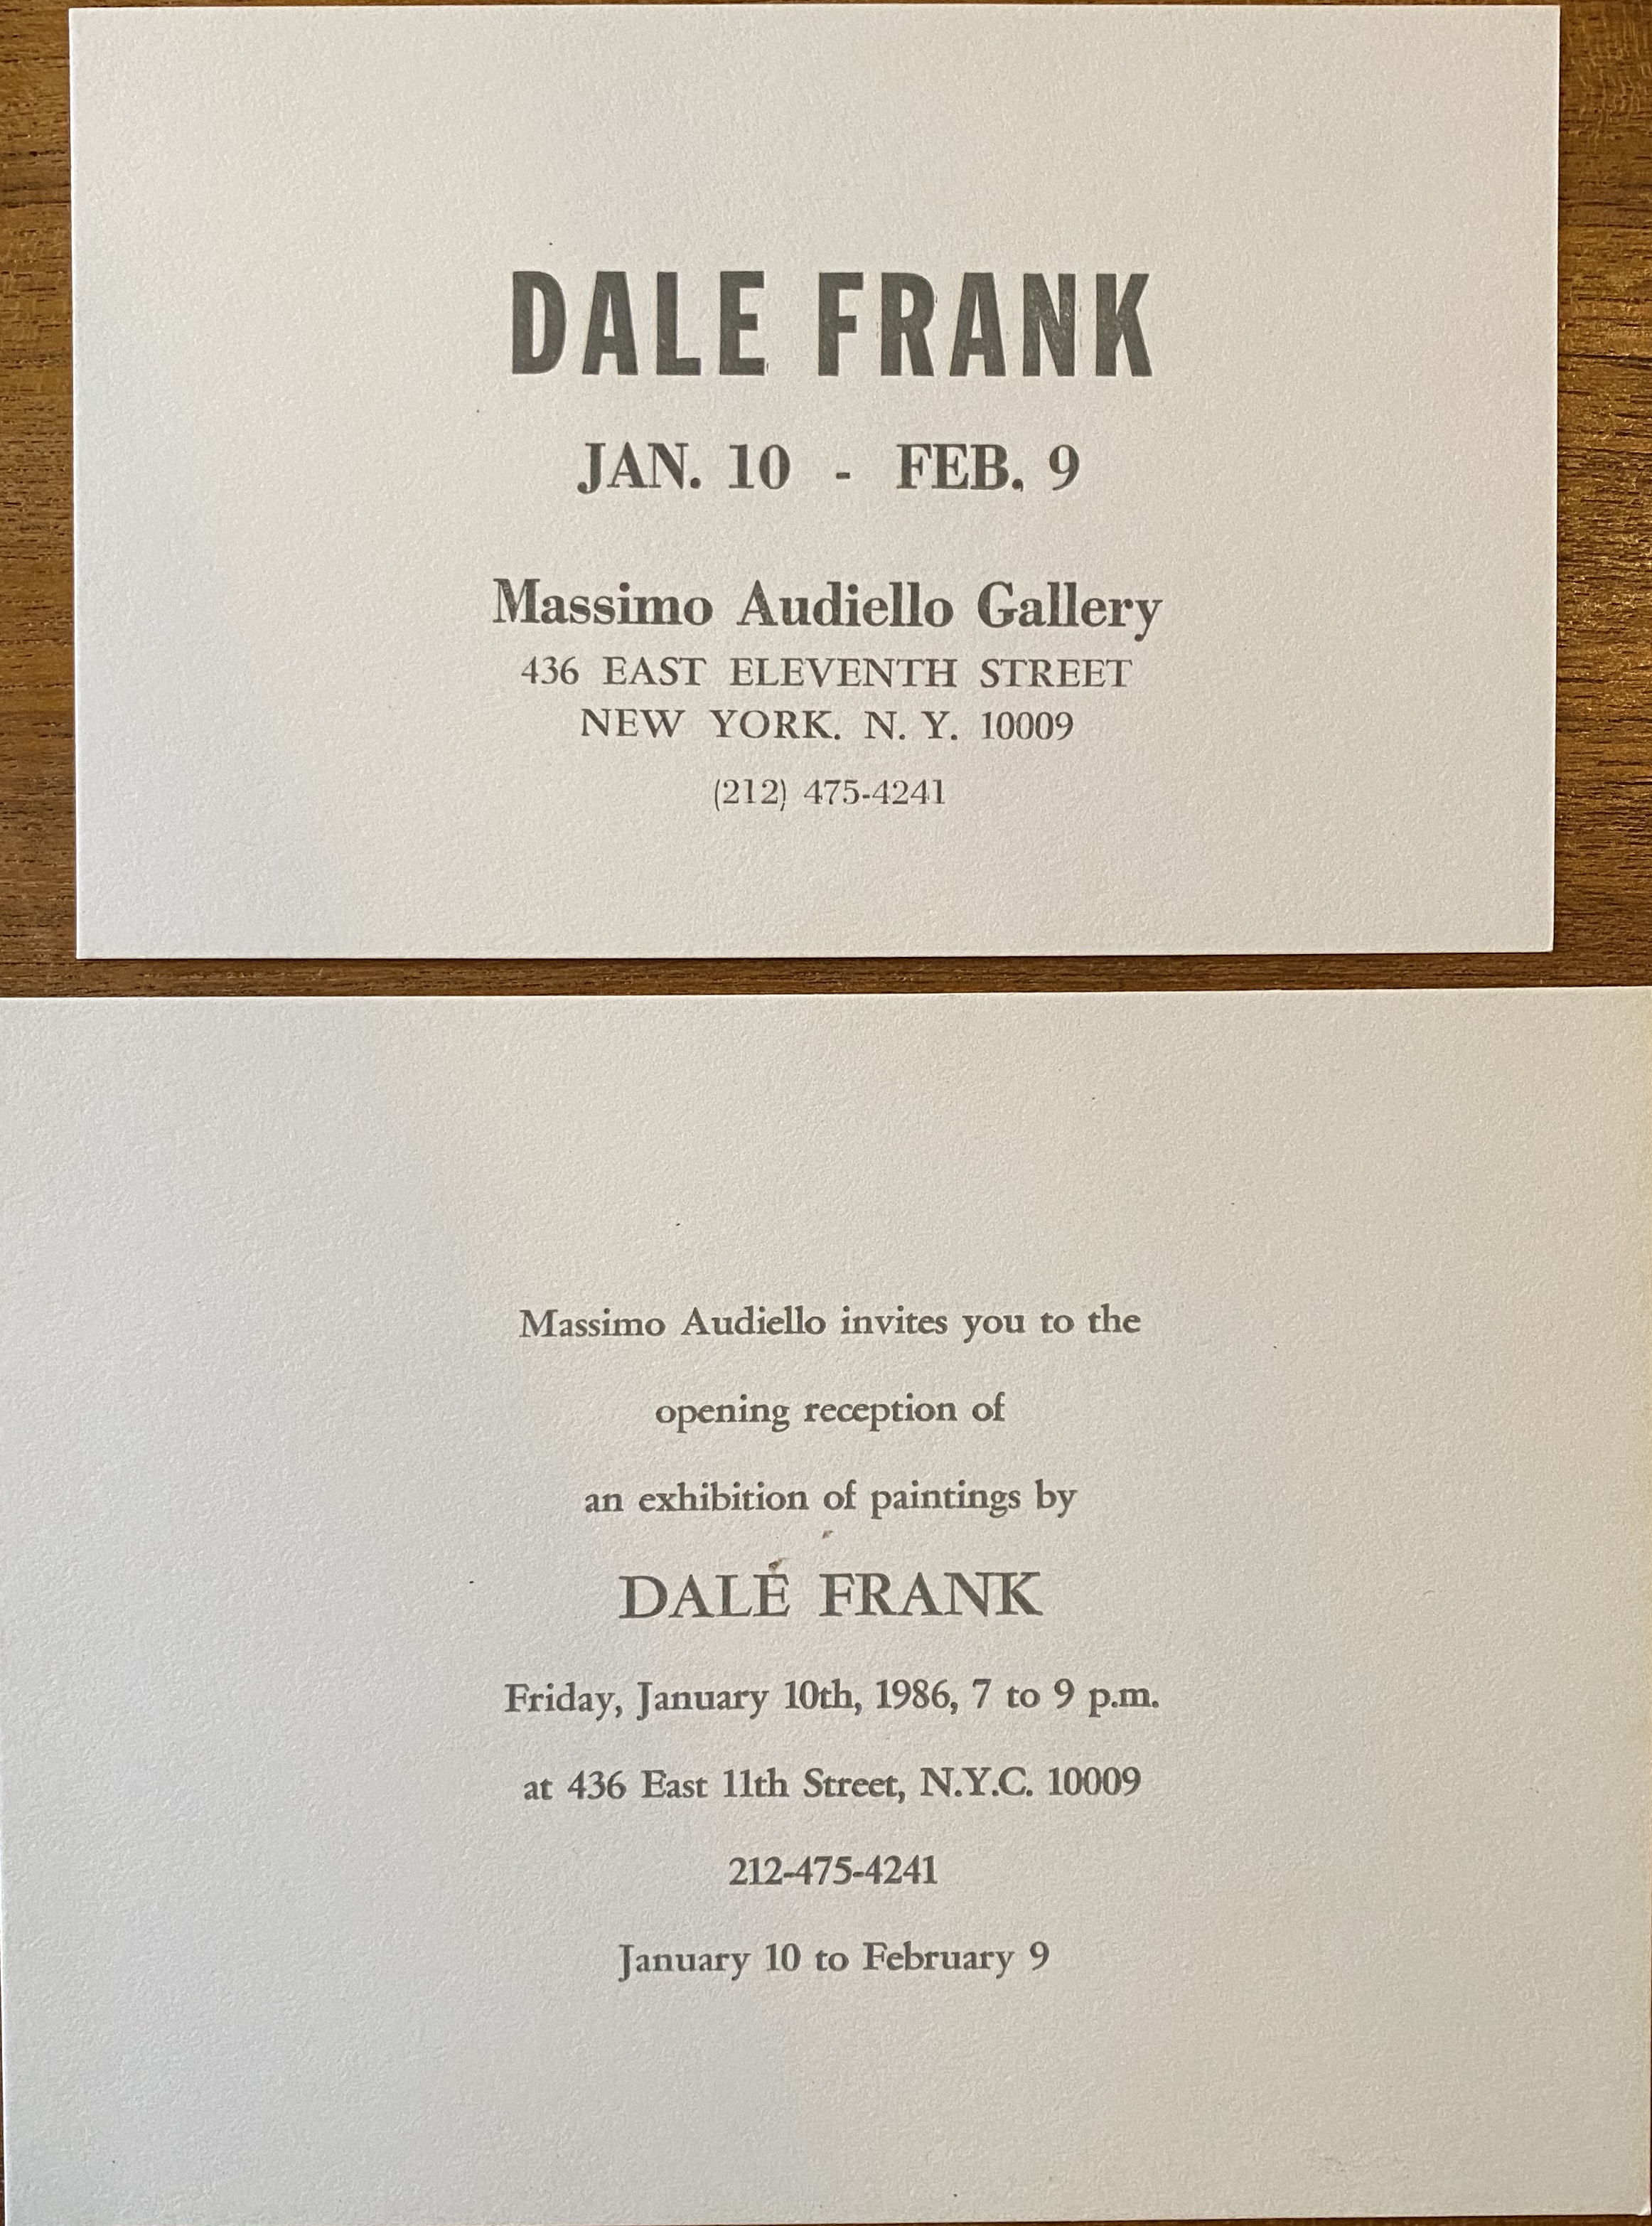 DALE FRANK
JAN. 10 - FEB. 9
Massimo Audiello Gallery
436 EAST ELEVENTH STREET
NEW YORK. N. Y. 10009
(212) 475-4241
Massimo Audiello invites you to the
opening reception of
an exhibition of paintings by
DALE FRANK
Friday, January 10th, 1986, 7 to 9 p.m.
at 436 East 11th Street, N.Y.C. 10009
212-475-4241
January 10 to February 9